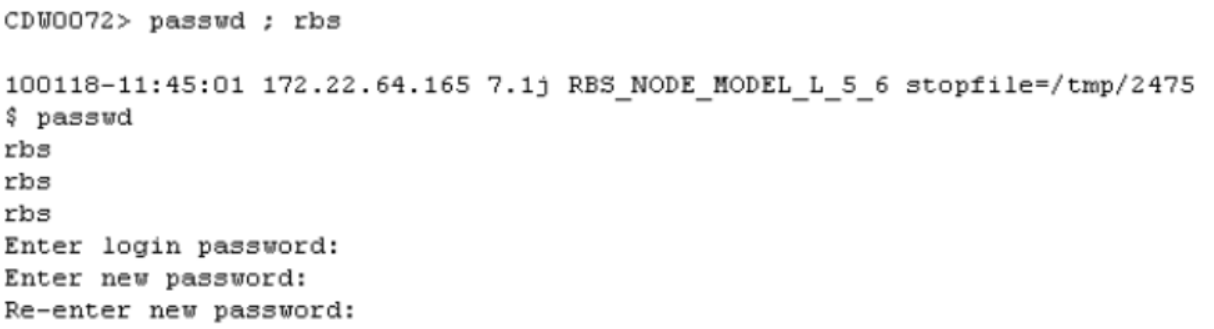 CDW0072> passwd ; rbs
100118-11:45:01 172.22.64.165 7.1j RBS_NODE_MODEL_L_5_6 stopfile=/tmp/2475
$ passwd
rbs
rbs
rbs
Enter login password:
Enter new password:
Re-enter new password: